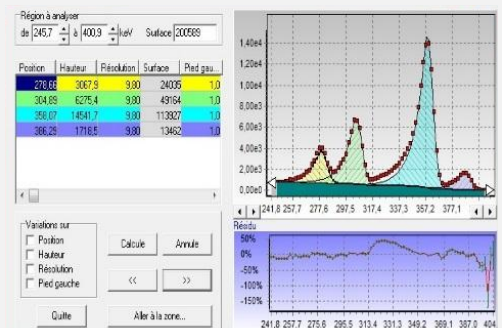 Région à analyser
de 245,7 à 400,9 keV Surface 200589
Position Hauteur Résolution Surface Pied gau...
278,66 3067,9 9,80 24035 1,0
304,89 6275,4 9,80 49164 1,0
358,07 14541,7 9,80 113927 1,0
386,29 1718,5 9,80 13462 1,0
Variations sur
Position
Hauteur
Résolution
Pied gauche
Calcule Annule
<< >>
Quitte Aller à la zone...
1,40e4
1,20e4
1,00e4
8,00e3
6,00e3
4,00e3
2,00e3
0,00e0
241,8 257,7 277,6 295,5 317,4 337,3 357,2 377,1
Résidu
50%
0%
-50%
-100%
-150%
241,8 257,7 275,6 295,5 313,4 331,3 349,2 369,1 387,0 404,